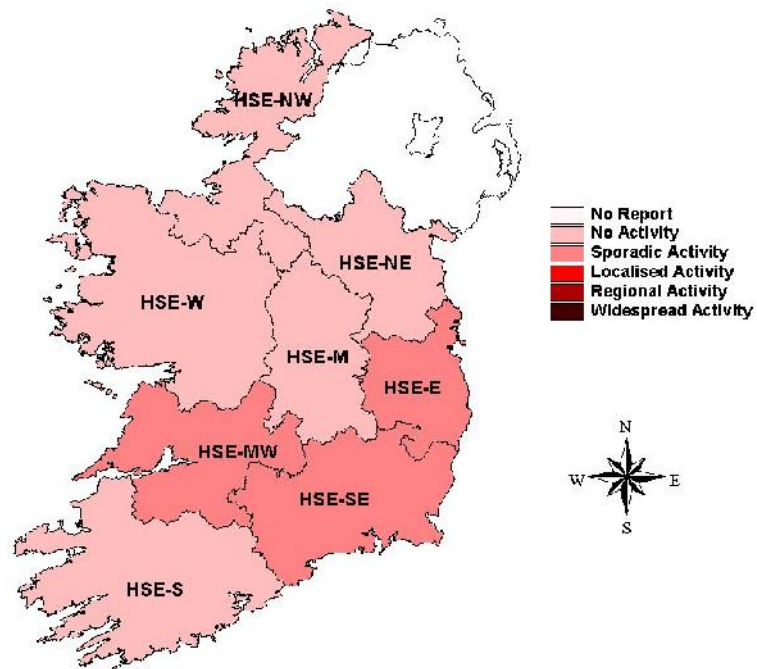 HSE-NW
No Report
No Activity
Sporadic Activity
Localised Activity
Regional Activity
Widespread Activity
HSE-NE
HSE-W
HSE-M
HSE-E
HSE-MW
HSE-SE
HSE-S
N
W E
S